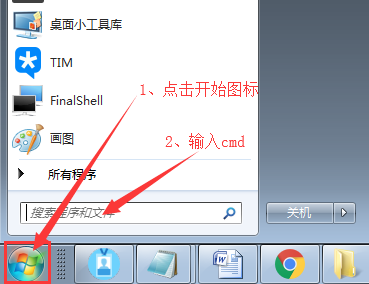 桌面小工具库
TIM
1、点击开始图标
FinalShell
画图
2、输入cmd
所有程序
搜索程序和文件
关机